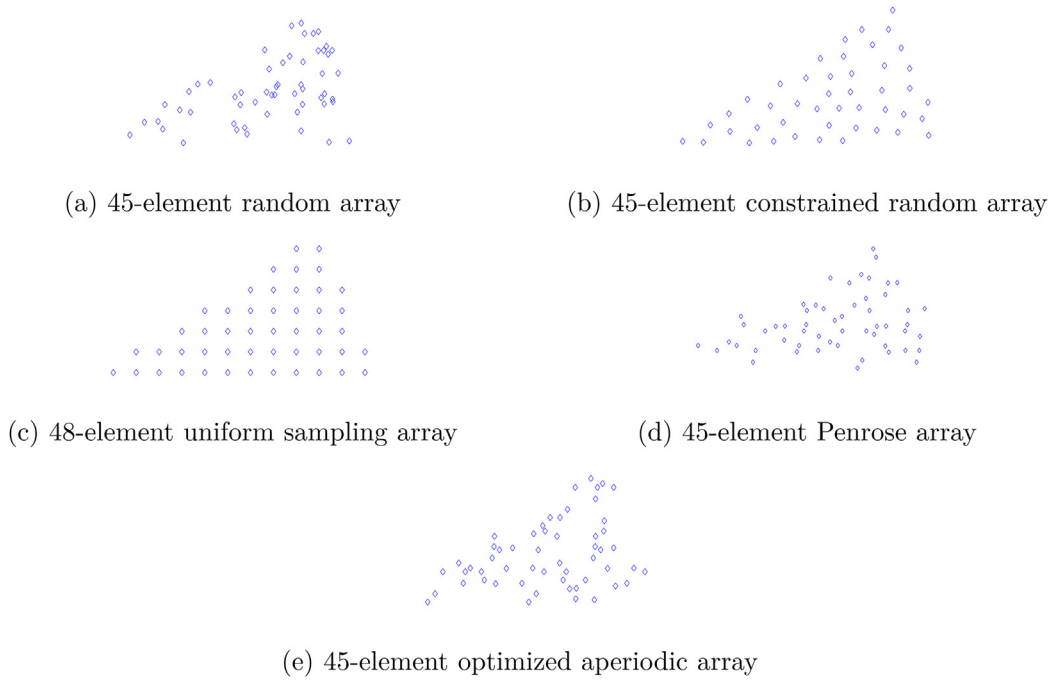 (a) 45-element random array
(b) 45-element constrained random array
(c) 48-element uniform sampling array
(d) 45-element Penrose array
(e) 45-element optimized aperiodic array